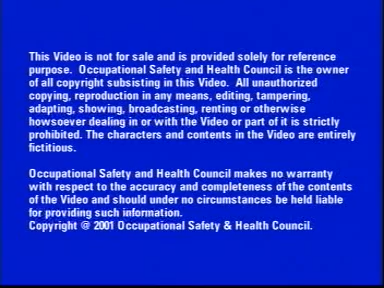 This Video is not for sale and is provided solely for reference
purpose. Occupational Safety and Health Council is the owner
of all copyright subsisting in this Video. All unauthorized
copying, reproduction in any means, editing, tampering,
adapting, showing, broadcasting, renting or otherwise
howsoever dealing in or with the Video or part of it is strictly
prohibited. The characters and contents in the Video are entirely
fictitious.
Occupational Safety and Health Council makes no warranty
with respect to the accuracy and completeness of the contents
of the Video and should under no circumstances be held liable
for providing such information.
Copyright @ 2001 Occupational Safety & Health Council.